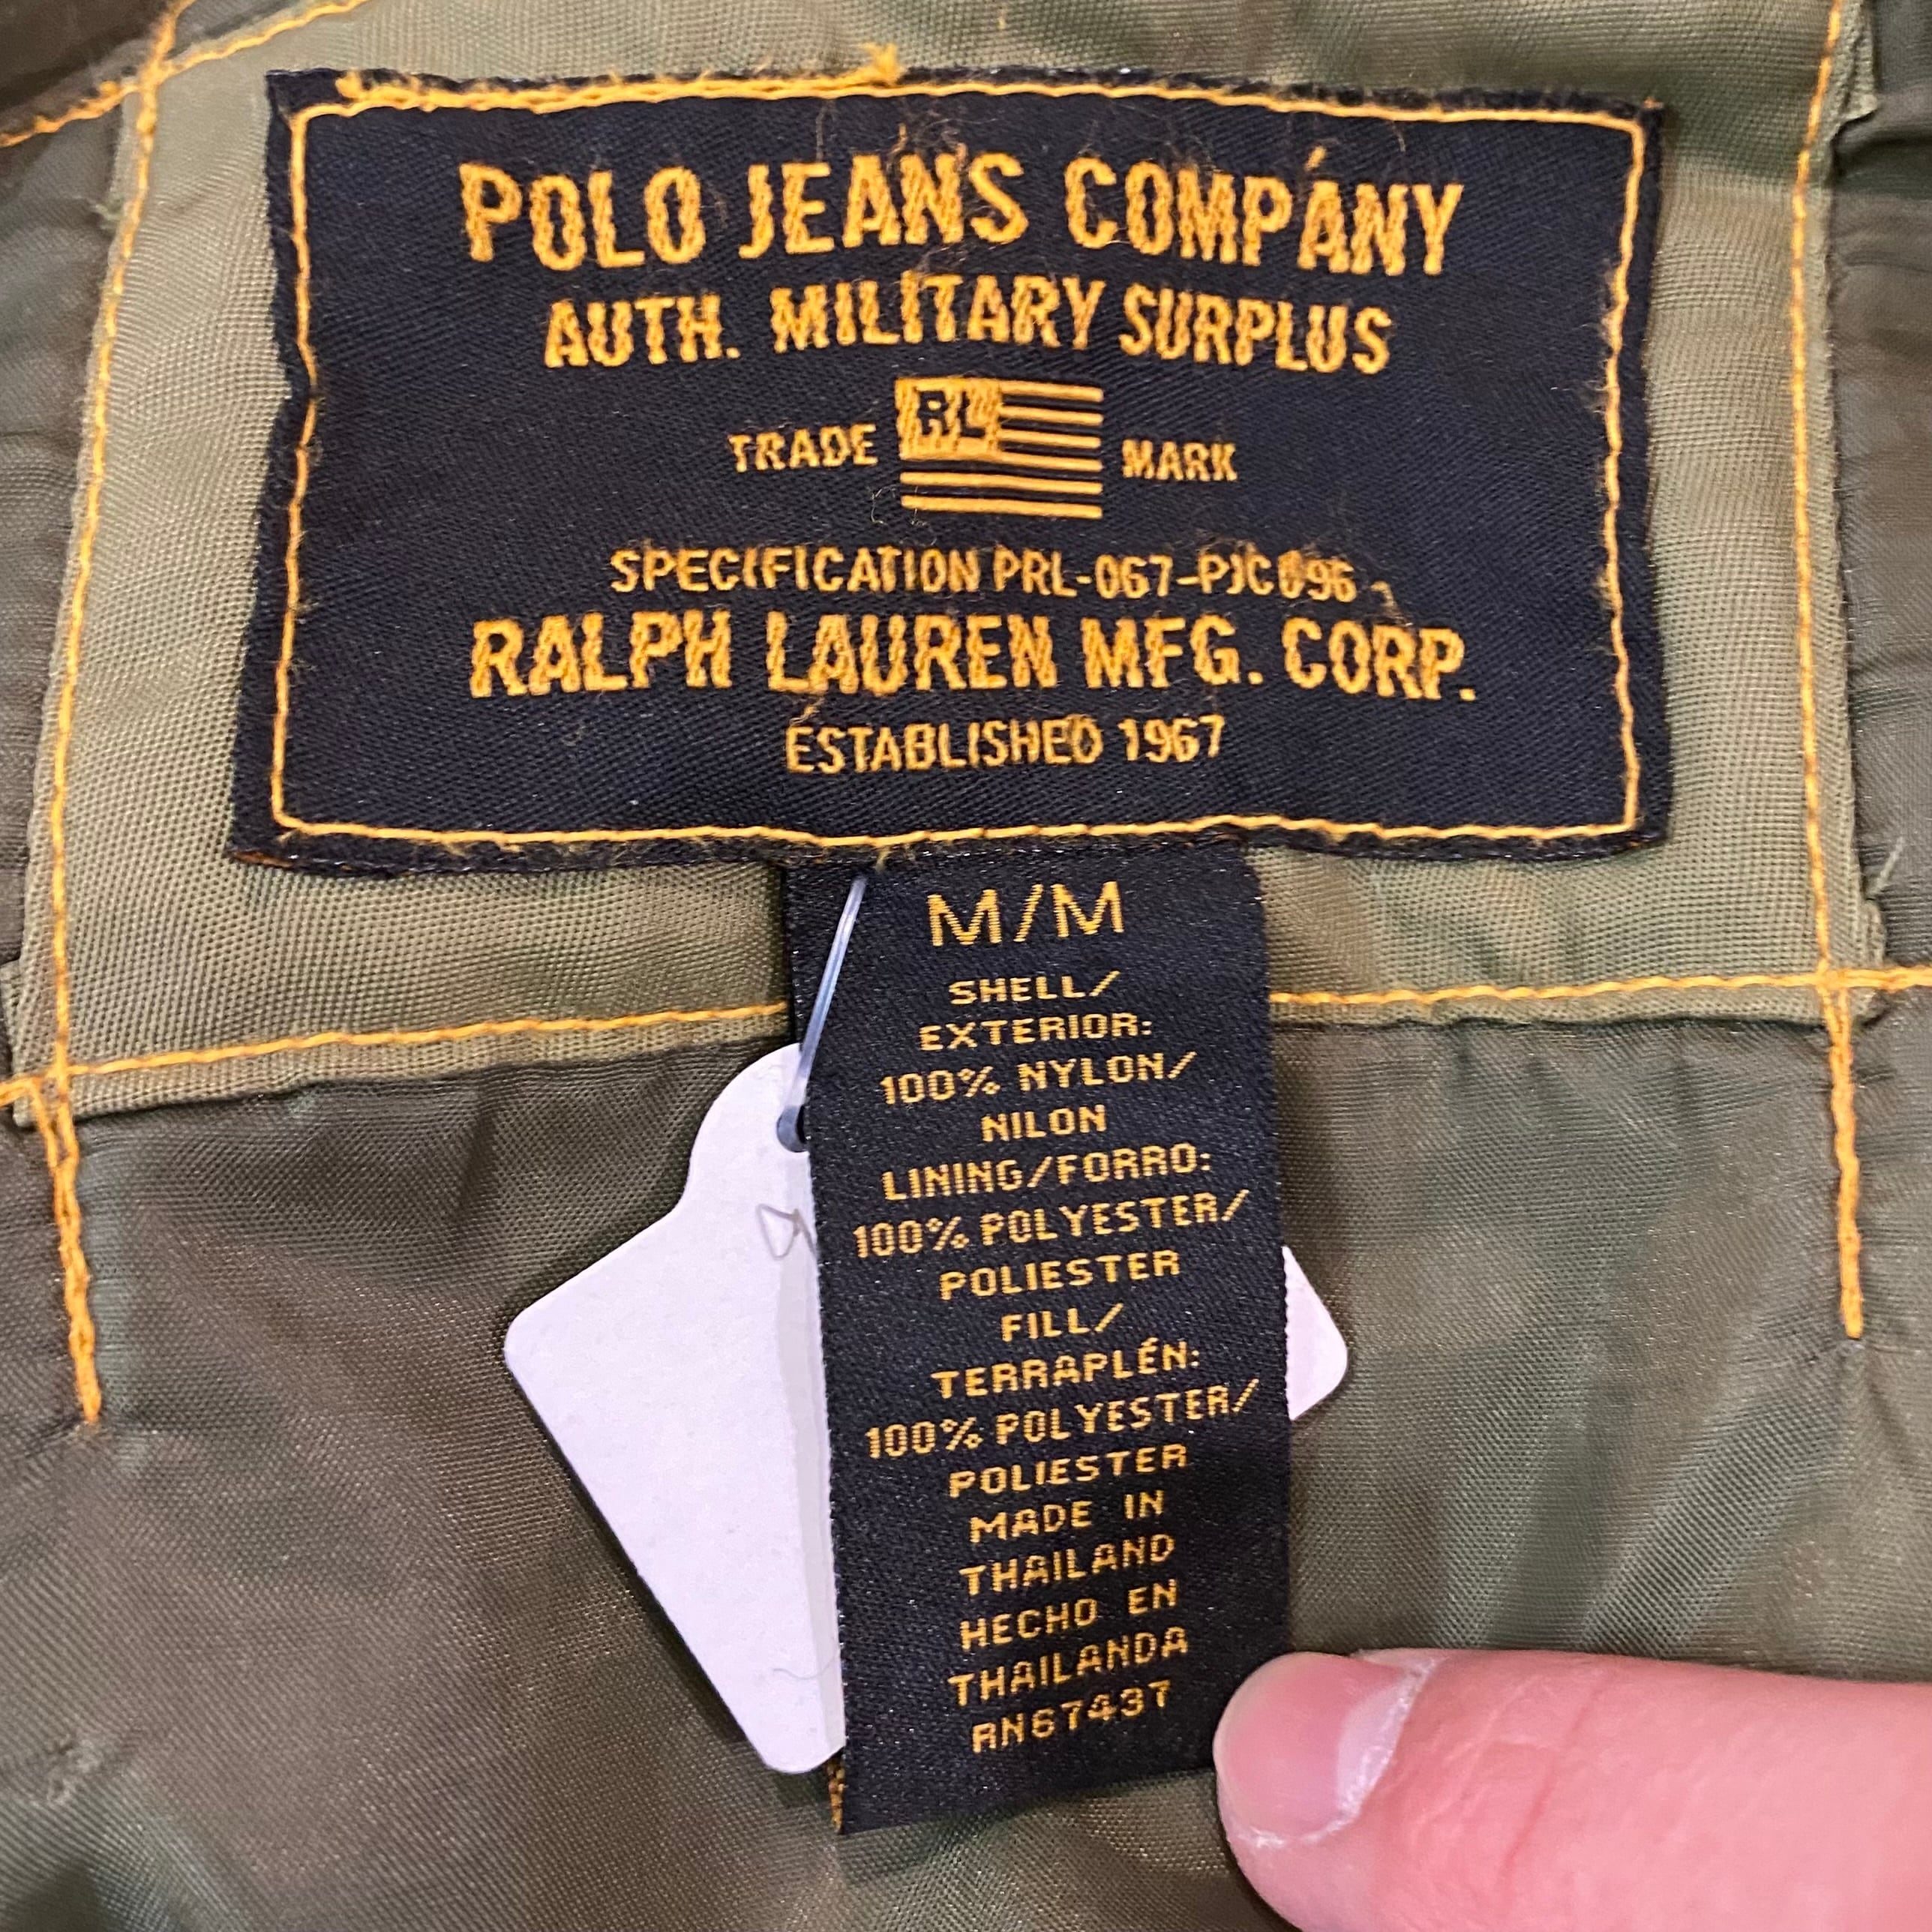 POLO JEANS COMPANY
AUTH. MILITARY SURPLUS
TRADE RL MARK
SPECIFICATION PRL-067-PJC096
RALPH LAUREN MFG. CORP.
ESTABLISHED 1967
M/M
SHELL/
EXTERIOR:
100% NYLON/
NILON
LINING/FORRO:
100% POLYESTER/
POLIESTER
FILL/
TERRAPLÉN:
100% POLYESTER/
POLIESTER
MADE IN
THAILAND
HECHO EN
THAILANDA
RN67437